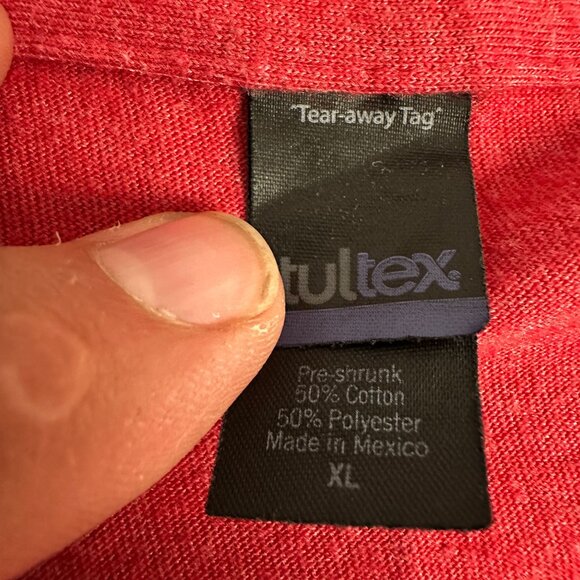 "Tear-away Tag"
tultex
Pre-shrunk
50% Cotton
50% Polyester
Made in Mexico
XL